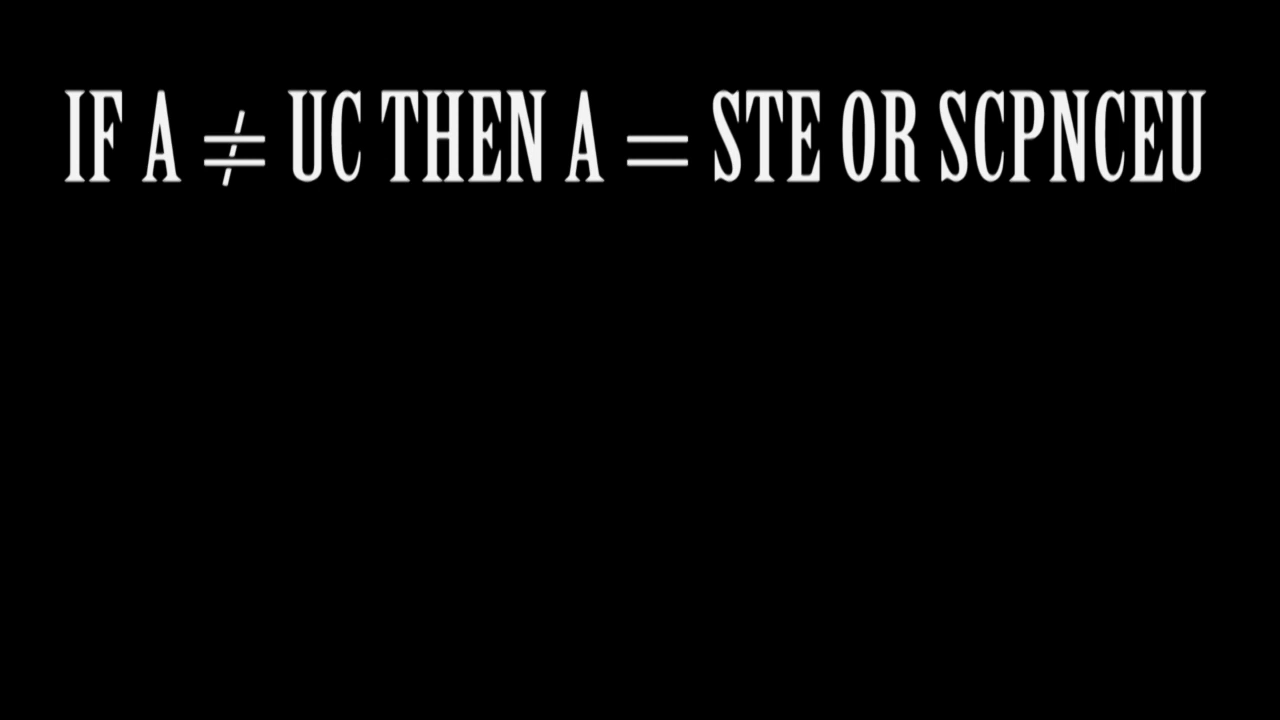 IF A ≠ UC THEN A = STE OR SCPNCEU